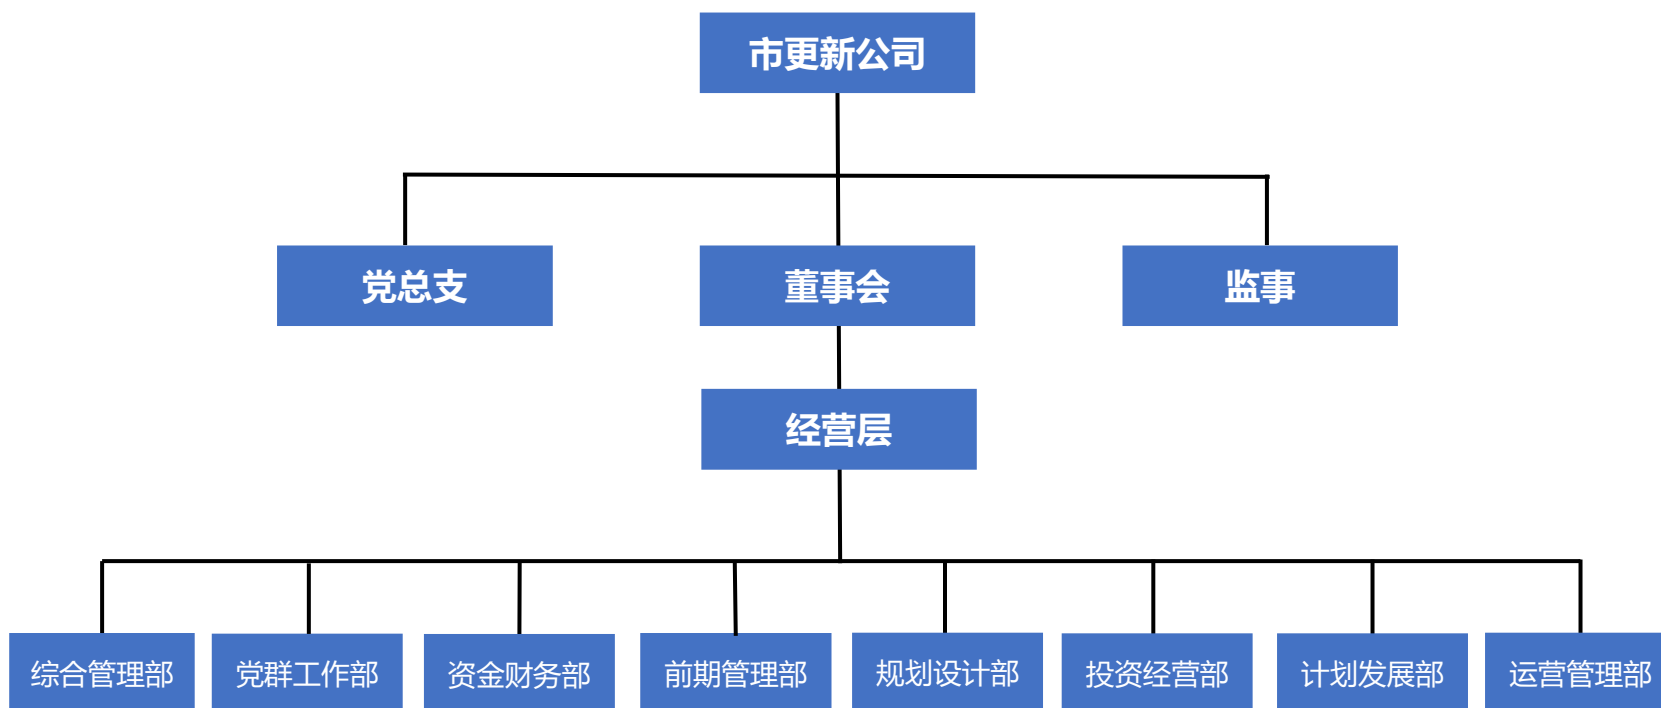 市更新公司
党总支
董事会
监事
经营层
综合管理部
党群工作部
资金财务部
前期管理部
规划设计部
投资经营部
计划发展部
运营管理部